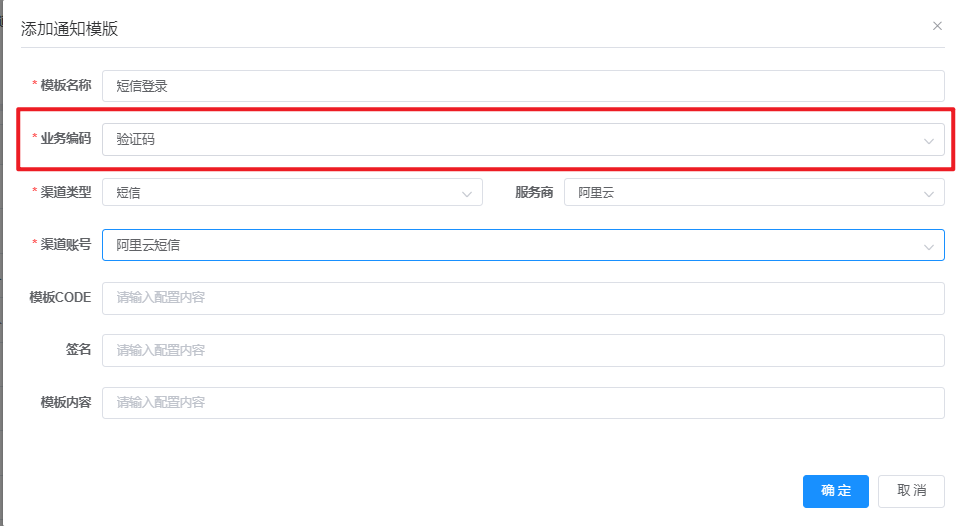 添加通知模版
* 模板名称 短信登录
* 业务编码 验证码
* 渠道类型 短信 服务商 阿里云
* 渠道账号 阿里云短信
模板CODE 请输入配置内容
签名 请输入配置内容
模板内容 请输入配置内容
确定 取消